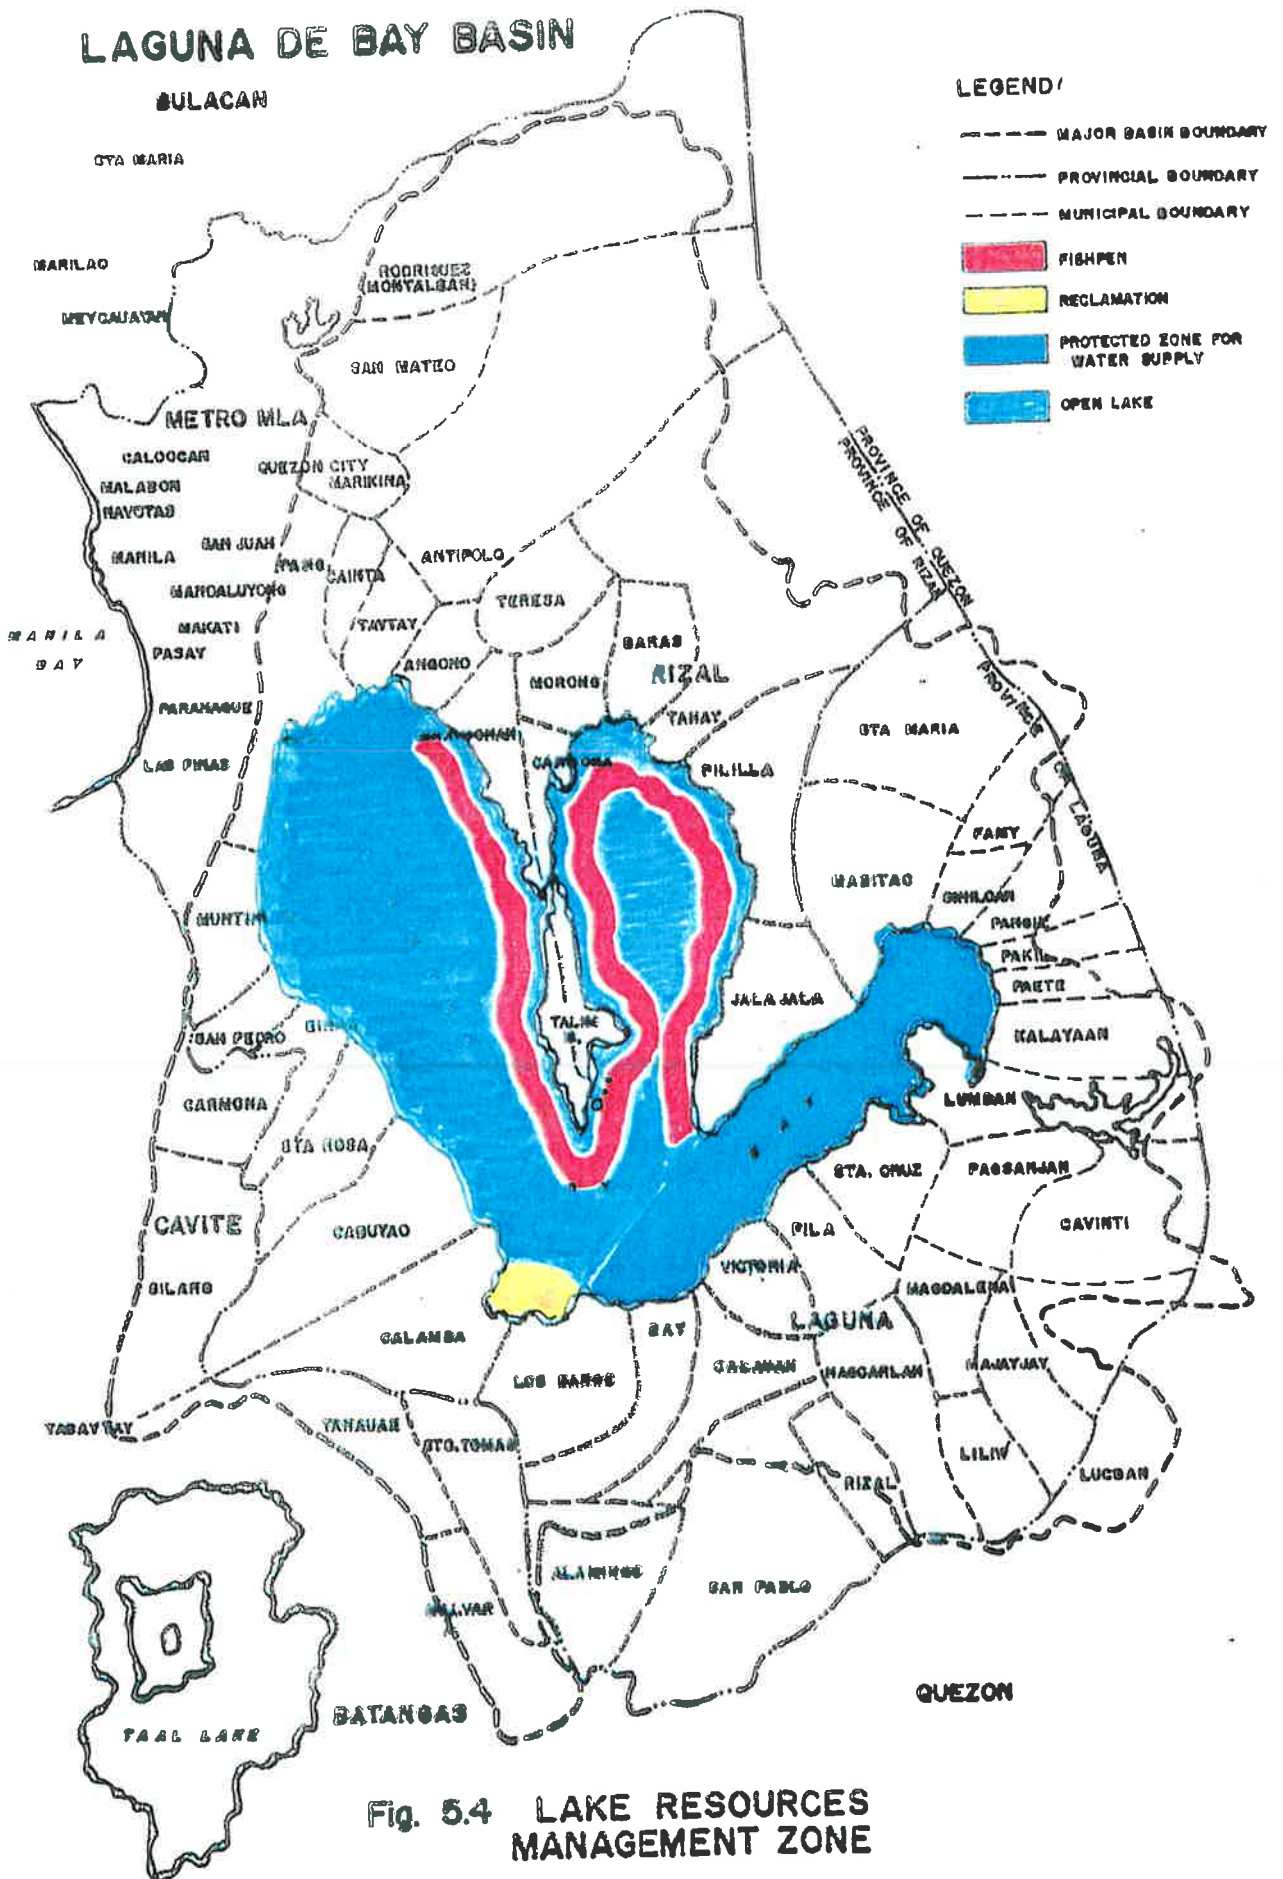 LAGUNA DE BAY BASIN
BULACAN
STA MARIA
MARILAO
MEYCAUAYAN
LEGEND/
MAJOR BASIN BOUNDARY
PROVINCIAL BOUNDARY
MUNICIPAL BOUNDARY
FISHPEN
RECLAMATION
PROTECTED ZONE FOR
WATER SUPPLY
OPEN LAKE
RODRIGUEZ
(MONTALBAN)
SAN MATEO
METRO MLA
CALOOCAN
QUEZON CITY
MARIKINA
MALABON
NAVOTAS
MANILA
SAN JUAN
CAINTA
ANTIPOLO
MANDALUYONG
TERESA
MAKATI
TAYTAY
MANILA
BAY
PASAY
ANGONO
BARAS
RIZAL
MORONG
PARANAQUE
TANAY
LAS PINAS
CARDONA
PILILLA
PROVINCE OF QUEZON
PROVINCE OF RIZAL
PROVINCE OF LAGUNA
STA MARIA
FAMY
MABITAC
SINILOAN
PANGIL
PAKIL
PAETE
KALAYAAN
LUMBAN
MUNTIN
JALAJALA
TALIM
IS.
SAN PEDRO
CARMONA
STA ROSA
STA. CRUZ
PAGSANJAN
CAVITE
CABUYAO
PILA
CAVINTI
VICTORIA
SILANG
MAGDALENA
LAGUNA
CALAMBA
BAY
LOS BANOS
CALAUAN
NAGCARLAN
MAJAYJAY
TAGAYTAY
TANAUAN
STO. TOMAS
LILIW
RIZAL
LUCBAN
ALAMINOS
SAN PABLO
TAAL LAKE
BATANGAS
QUEZON
Fig. 5.4 LAKE RESOURCES
MANAGEMENT ZONE